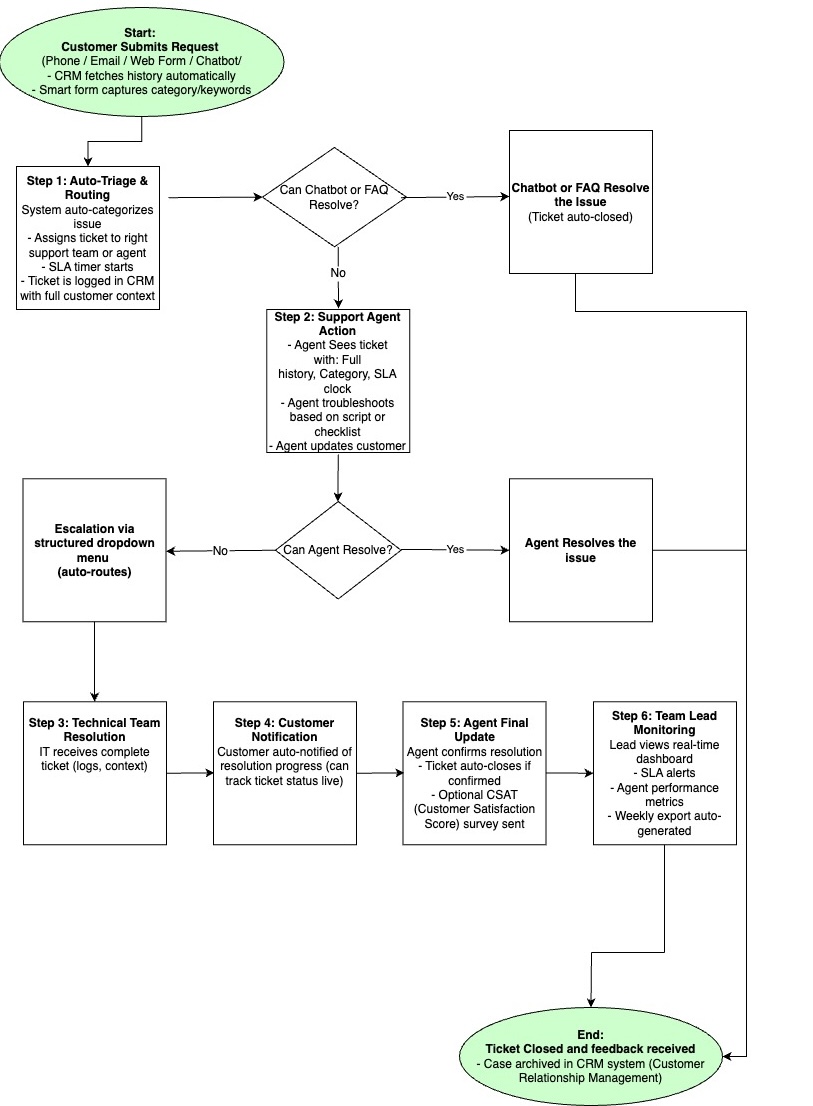 Start:
Customer Submits Request
(Phone / Email / Web Form / Chatbot/
- CRM fetches history automatically
- Smart form captures category/keywords
Step 1: Auto-Triage &
Routing
System auto-categorizes
issue
- Assigns ticket to right
support team or agent
- SLA timer starts
- Ticket is logged in CRM
with full customer context
Can Chatbot or FAQ
Resolve?
Yes
Chatbot or FAQ Resolve
the Issue
(Ticket auto-closed)
No
Step 2: Support Agent
Action
- Agent Sees ticket
with: Full
history, Category, SLA
clock
- Agent troubleshoots
based on script or
checklist
- Agent updates customer
Escalation via
structured dropdown
menu
(auto-routes)
No
Can Agent Resolve?
Yes
Agent Resolves the
issue
Step 3: Technical Team
Resolution
IT receives complete
ticket (logs, context)
Step 4: Customer
Notification
Customer auto-notified of
resolution progress (can
track ticket status live)
Step 5: Agent Final
Update
Agent confirms resolution
- Ticket auto-closes if
confirmed
- Optional CSAT
(Customer Satisfaction
Score) survey sent
Step 6: Team Lead
Monitoring
Lead views real-time
dashboard
- SLA alerts
- Agent performance
metrics
- Weekly export auto-
generated
End:
Ticket Closed and feedback received
- Case archived in CRM system (Customer
Relationship Management)